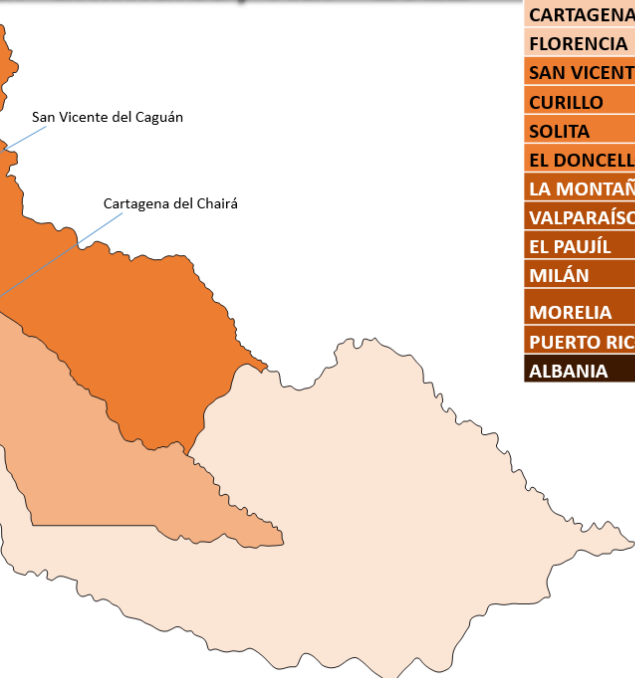 CARTAGENA
FLORENCIA
SAN VICENT
CURILLO
SOLITA
EL DONCELL
LA MONTAÑ
VALPARAÍSO
EL PAUJÍL
MILÁN
MORELIA
PUERTO RIC
ALBANIA
San Vicente del Caguán
Cartagena del Chairá